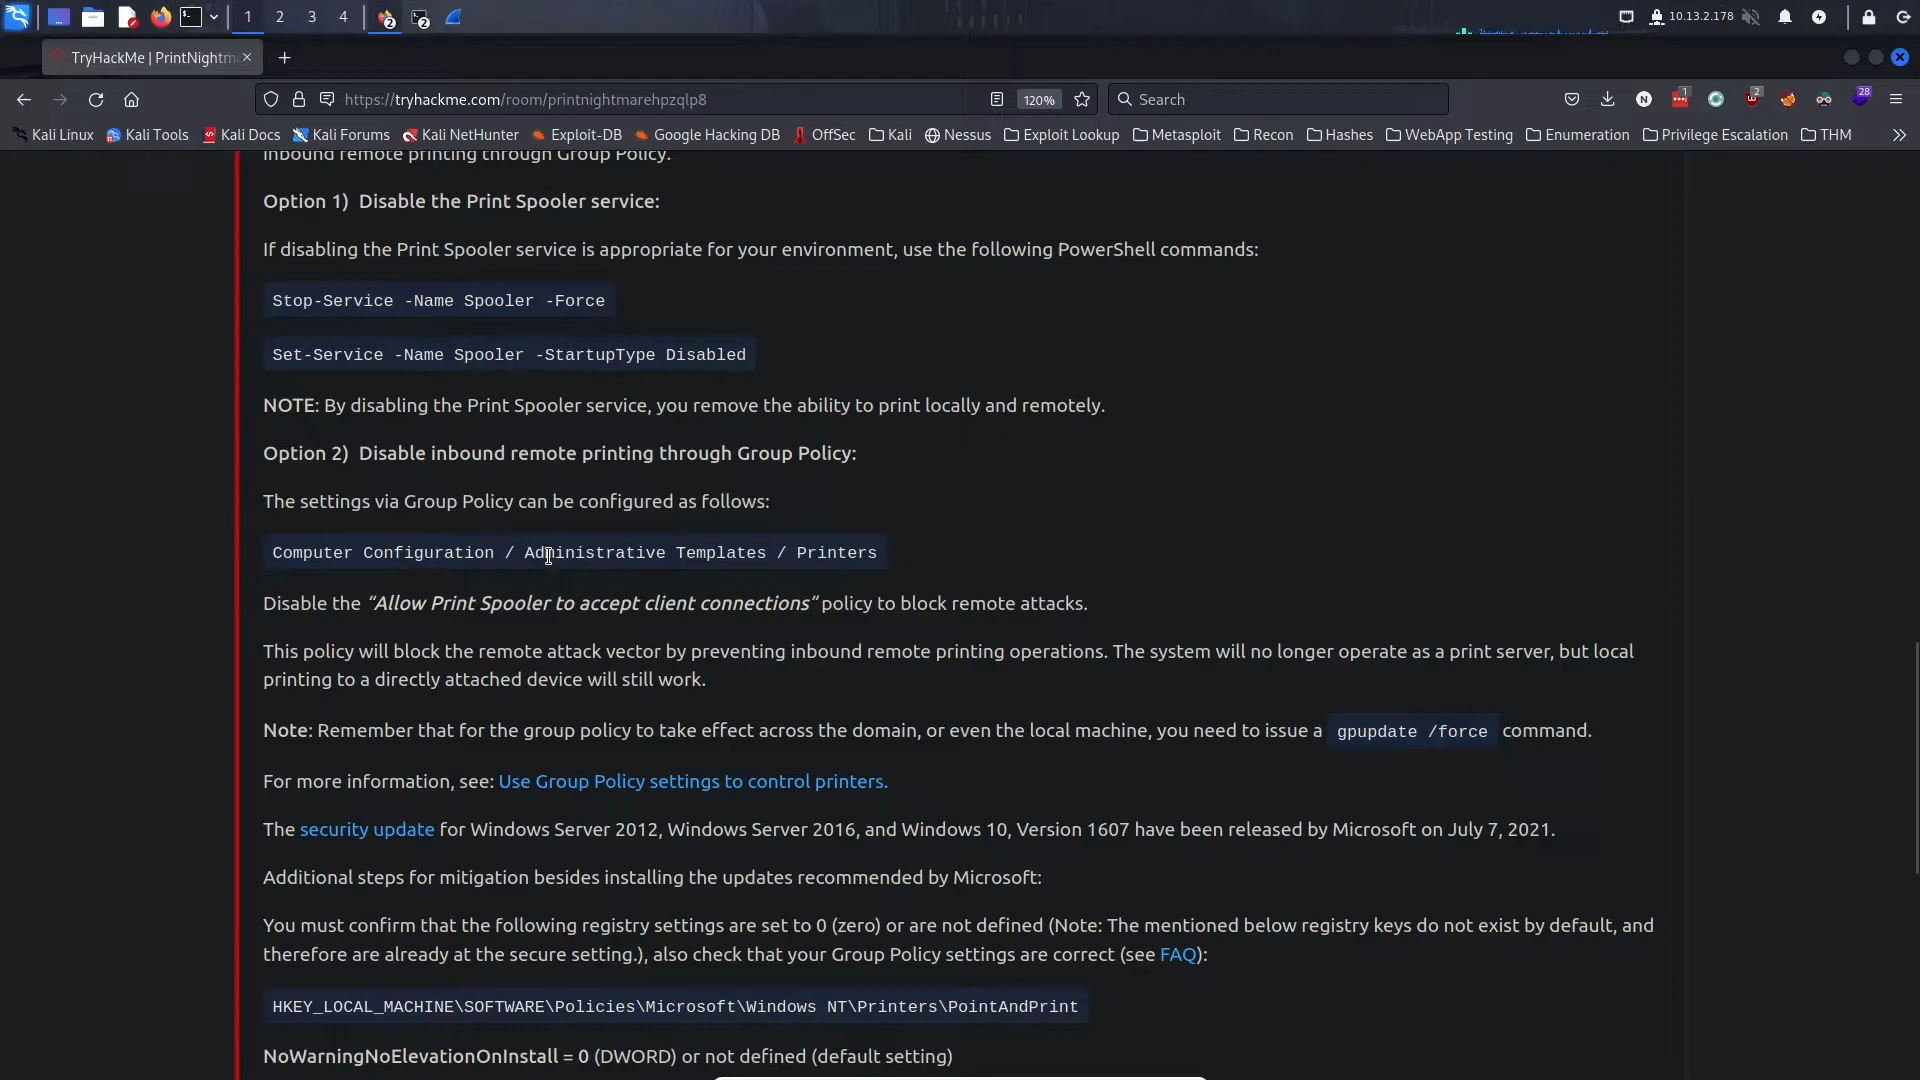 1
2
3
4
2
2
10.13.2.178
TryHackMe | PrintNightm
https://tryhackme.com/room/printnightmarehpzqlp8
120%
Search
N
1
2
28
Kali Linux
Kali Tools
Kali Docs
Kali Forums
Kali NetHunter
Exploit-DB
Google Hacking DB
OffSec
Kali
Nessus
Exploit Lookup
Metasploit
Recon
Hashes
WebApp Testing
Enumeration
Privilege Escalation
THM
inbound remote printing through Group Policy.
Option 1) Disable the Print Spooler service:
If disabling the Print Spooler service is appropriate for your environment, use the following PowerShell commands:
Stop-Service -Name Spooler -Force
Set-Service -Name Spooler -StartupType Disabled
NOTE: By disabling the Print Spooler service, you remove the ability to print locally and remotely.
Option 2) Disable inbound remote printing through Group Policy:
The settings via Group Policy can be configured as follows:
Computer Configuration / Administrative Templates / Printers
Disable the “Allow Print Spooler to accept client connections“ policy to block remote attacks.
This policy will block the remote attack vector by preventing inbound remote printing operations. The system will no longer operate as a print server, but local
printing to a directly attached device will still work.
Note: Remember that for the group policy to take effect across the domain, or even the local machine, you need to issue a gpupdate /force command.
For more information, see: Use Group Policy settings to control printers.
The security update for Windows Server 2012, Windows Server 2016, and Windows 10, Version 1607 have been released by Microsoft on July 7, 2021.
Additional steps for mitigation besides installing the updates recommended by Microsoft:
You must confirm that the following registry settings are set to 0 (zero) or are not defined (Note: The mentioned below registry keys do not exist by default, and
therefore are already at the secure setting.), also check that your Group Policy settings are correct (see FAQ):
HKEY_LOCAL_MACHINE\SOFTWARE\Policies\Microsoft\Windows NT\Printers\PointAndPrint
NoWarningNoElevationOnInstall = 0 (DWORD) or not defined (default setting)